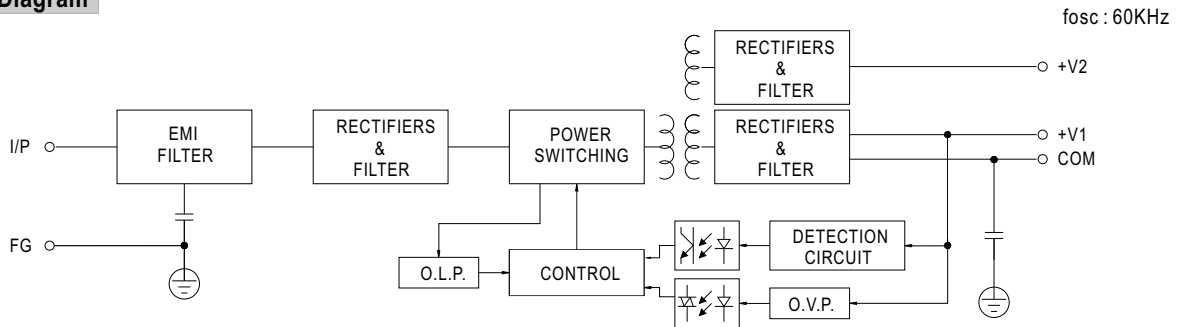 Diagram
fosc : 60KHz
RECTIFIERS
&
FILTER
+V2
I/P
EMI
FILTER
RECTIFIERS
&
FILTER
POWER
SWITCHING
RECTIFIERS
&
FILTER
+V1
COM
FG
O.L.P.
CONTROL
DETECTION
CIRCUIT
O.V.P.